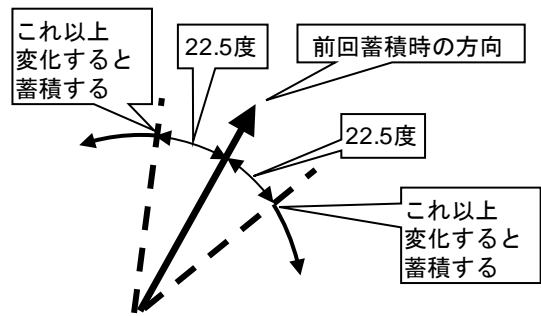 これ以上
変化すると
蓄積する
22.5度
前回蓄積時の方向
22.5度
これ以上
変化すると
蓄積する